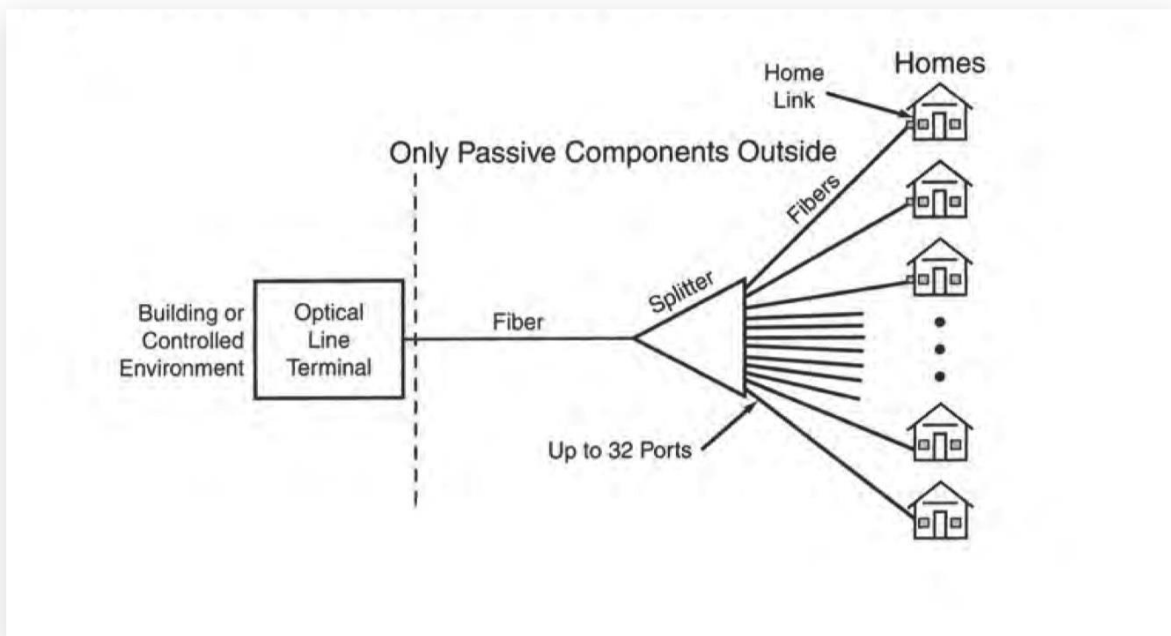 Homes
Home
Link
Only Passive Components Outside
Fibers
Splitter
Building or
Controlled
Environment
Optical
Line
Terminal
Fiber
Up to 32 Ports